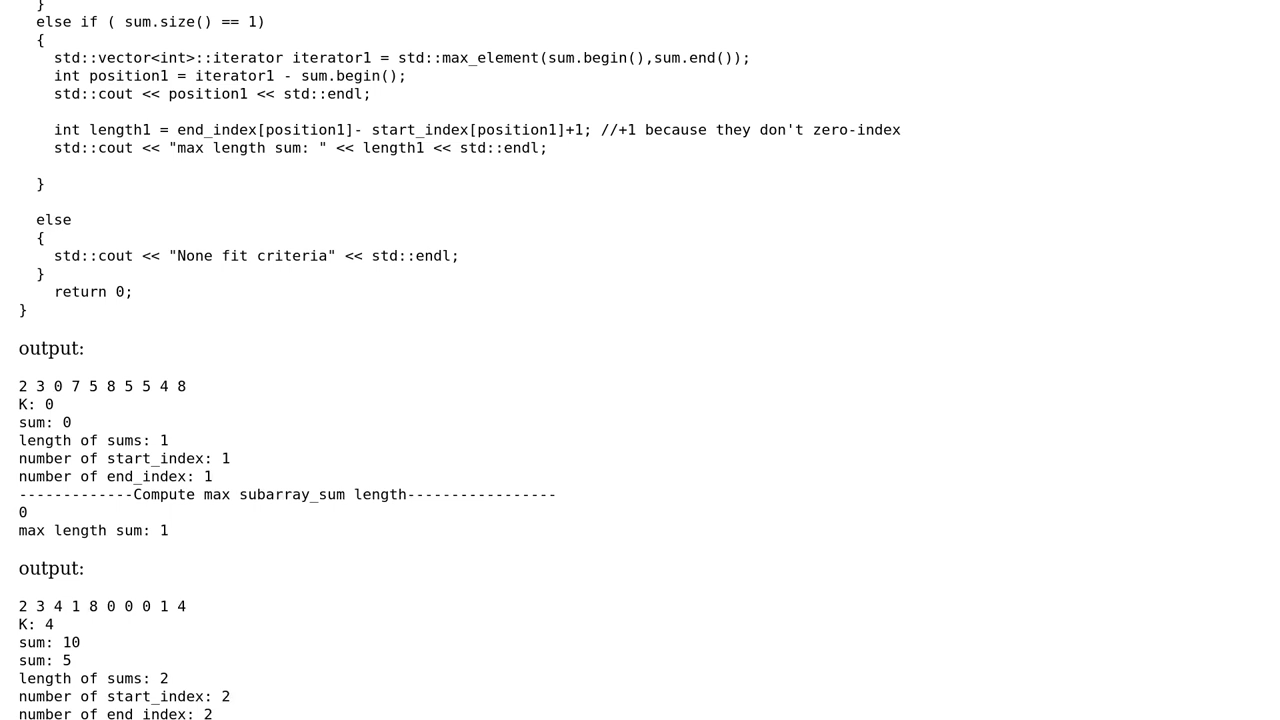 }
else if ( sum.size() == 1)
{
std::vector<int>::iterator iterator1 = std::max_element(sum.begin(),sum.end());
int position1 = iterator1 - sum.begin();
std::cout << position1 << std::endl;
int length1 = end_index[position1]- start_index[position1]+1; //+1 because they don't zero-index
std::cout << "max length sum: " << length1 << std::endl;
}
else
{
std::cout << "None fit criteria" << std::endl;
}
return 0;
}
output:
2 3 0 7 5 8 5 5 4 8
K: 0
sum: 0
length of sums: 1
number of start_index: 1
number of end_index: 1
-------------Compute max subarray_sum length-----------------
0
max length sum: 1
output:
2 3 4 1 8 0 0 0 1 4
K: 4
sum: 10
sum: 5
length of sums: 2
number of start_index: 2
number of end_index: 2